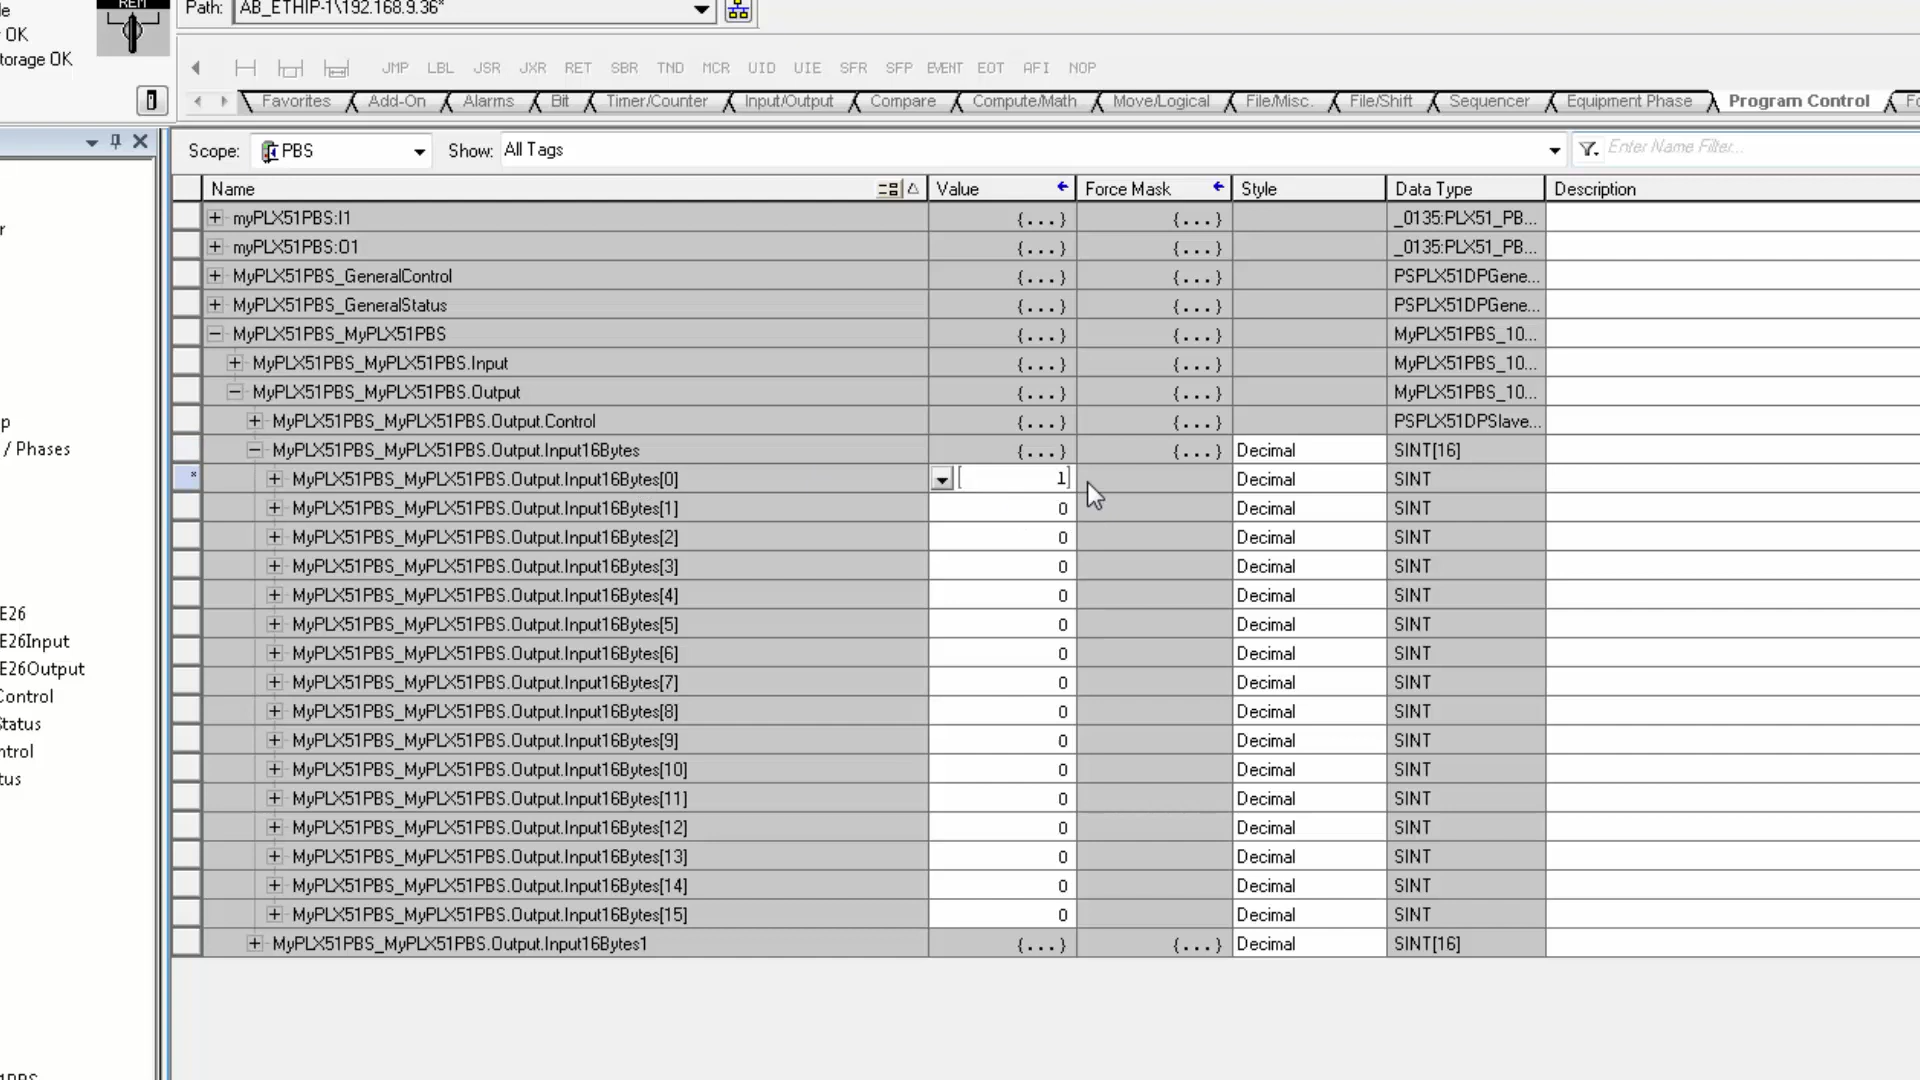 le
REM
Path: AB_ETHIP-1\192.168.9.36*
OK
torage OK
JMP LBL JSR JXR RET SBR TND MCR UID UIE SFR SFP EVENT EOT AFI NOP
Favorites Add-On Alarms Bit Timer/Counter Input/Output Compare Compute/Math Move/Logical File/Misc. File/Shift Sequencer Equipment Phase Program Control Fo
Scope: PBS Show: All Tags Enter Name Filter...
Name Value Force Mask Style Data Type Description
myPLX51PBS:I1 {...} {...} _0135:PLX51_PB...
myPLX51PBS:O1 {...} {...} _0135:PLX51_PB...
MyPLX51PBS_GeneralControl {...} {...} PSPLX51DPGene...
MyPLX51PBS_GeneralStatus {...} {...} PSPLX51DPGene...
MyPLX51PBS_MyPLX51PBS {...} {...} MyPLX51PBS_10...
MyPLX51PBS_MyPLX51PBS.Input {...} {...} MyPLX51PBS_10...
MyPLX51PBS_MyPLX51PBS.Output {...} {...} MyPLX51PBS_10...
MyPLX51PBS_MyPLX51PBS.Output.Control {...} {...} PSPLX51DPSlave...
MyPLX51PBS_MyPLX51PBS.Output.Input16Bytes {...} {...} Decimal SINT[16]
MyPLX51PBS_MyPLX51PBS.Output.Input16Bytes[0] 1 Decimal SINT
MyPLX51PBS_MyPLX51PBS.Output.Input16Bytes[1] 0 Decimal SINT
MyPLX51PBS_MyPLX51PBS.Output.Input16Bytes[2] 0 Decimal SINT
MyPLX51PBS_MyPLX51PBS.Output.Input16Bytes[3] 0 Decimal SINT
MyPLX51PBS_MyPLX51PBS.Output.Input16Bytes[4] 0 Decimal SINT
MyPLX51PBS_MyPLX51PBS.Output.Input16Bytes[5] 0 Decimal SINT
MyPLX51PBS_MyPLX51PBS.Output.Input16Bytes[6] 0 Decimal SINT
MyPLX51PBS_MyPLX51PBS.Output.Input16Bytes[7] 0 Decimal SINT
MyPLX51PBS_MyPLX51PBS.Output.Input16Bytes[8] 0 Decimal SINT
MyPLX51PBS_MyPLX51PBS.Output.Input16Bytes[9] 0 Decimal SINT
MyPLX51PBS_MyPLX51PBS.Output.Input16Bytes[10] 0 Decimal SINT
MyPLX51PBS_MyPLX51PBS.Output.Input16Bytes[11] 0 Decimal SINT
MyPLX51PBS_MyPLX51PBS.Output.Input16Bytes[12] 0 Decimal SINT
MyPLX51PBS_MyPLX51PBS.Output.Input16Bytes[13] 0 Decimal SINT
MyPLX51PBS_MyPLX51PBS.Output.Input16Bytes[14] 0 Decimal SINT
MyPLX51PBS_MyPLX51PBS.Output.Input16Bytes[15] 0 Decimal SINT
MyPLX51PBS_MyPLX51PBS.Output.Input16Bytes1 {...} {...} Decimal SINT[16]
r
p
/ Phases
E26
E26Input
E26Output
Control
Status
ntrol
tus